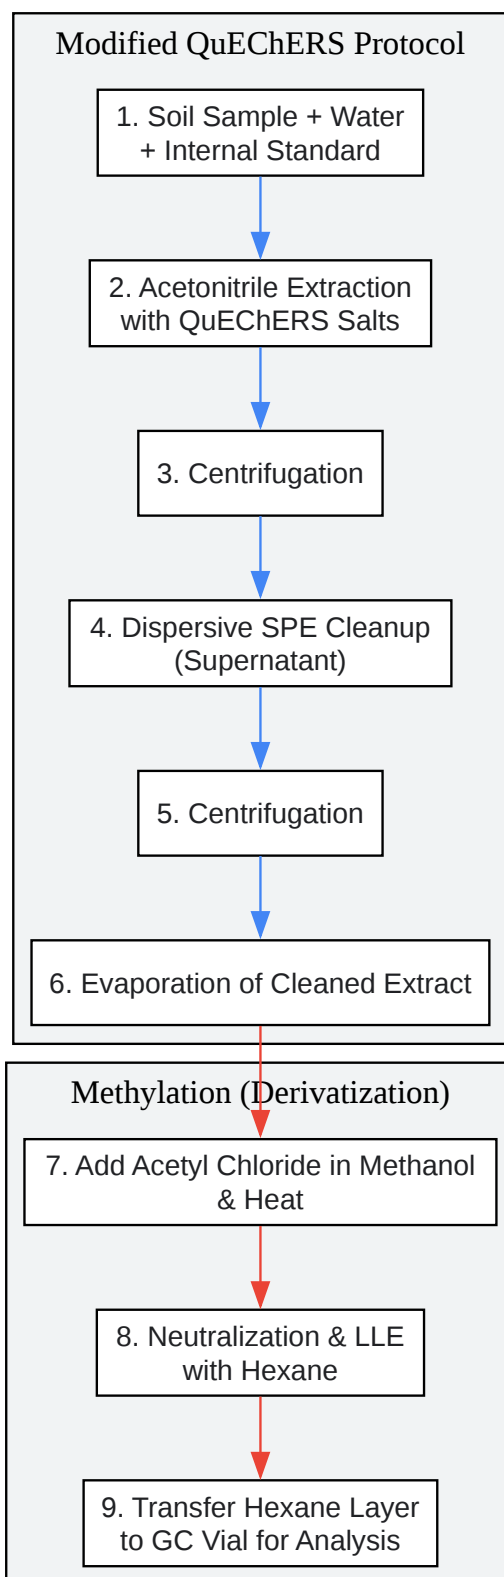 Modified QuEChERS Protocol
1. Soil Sample + Water
+ Internal Standard
2. Acetonitrile Extraction
with QuEChERS Salts
3. Centrifugation
4. Dispersive SPE Cleanup
(Supernatant)
5. Centrifugation
6. Evaporation of Cleaned Extract
Methylation (Derivatization)
7. Add Acetyl Chloride in Methanol
& Heat
8. Neutralization & LLE
with Hexane
9. Transfer Hexane Layer
to GC Vial for Analysis